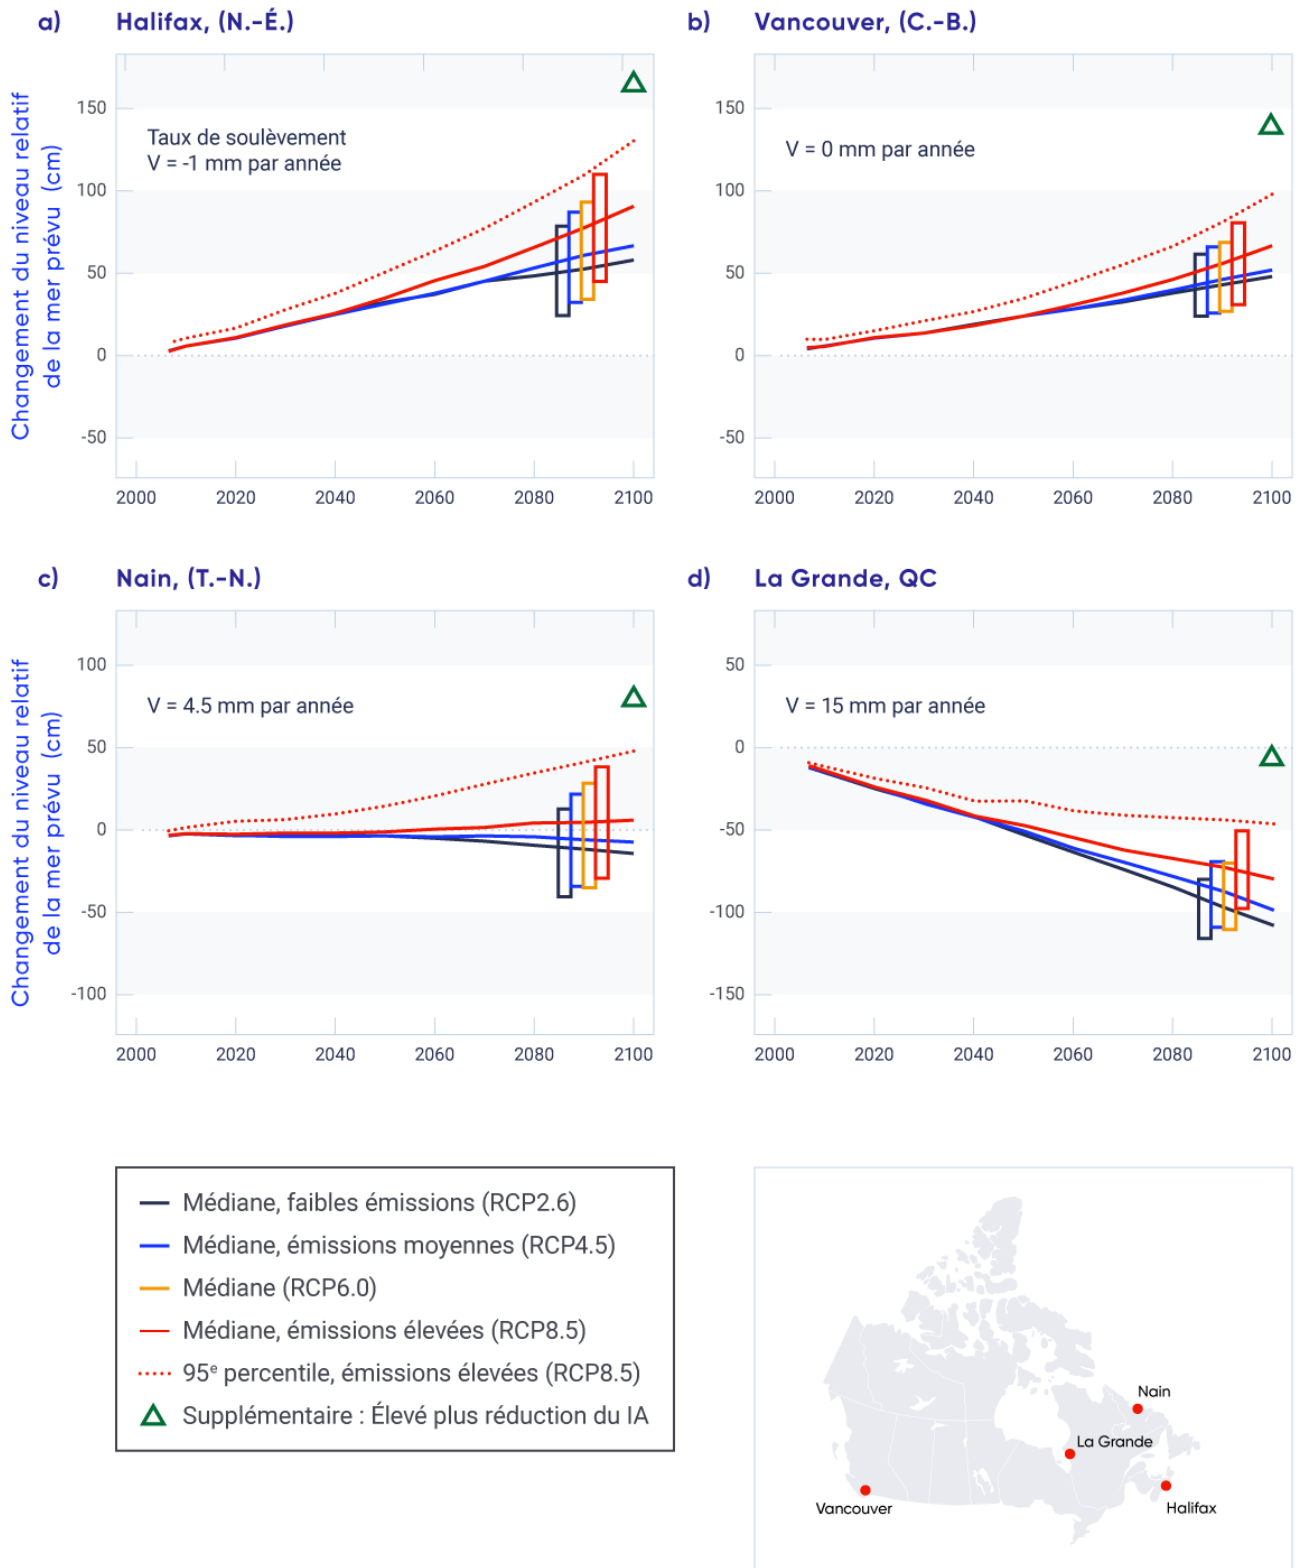 a) Halifax, (N.-É.)
Changement du niveau relatif
de la mer prévu (cm)
150
100
50
0
-50
Taux de soulèvement
V = -1 mm par année
2000 2020 2040 2060 2080 2100
b) Vancouver, (C.-B.)
150
100
50
0
-50
V = 0 mm par année
2000 2020 2040 2060 2080 2100
c) Nain, (T.-N.)
Changement du niveau relatif
de la mer prévu (cm)
100
50
0
-50
-100
V = 4.5 mm par année
2000 2020 2040 2060 2080 2100
d) La Grande, QC
50
0
-50
-100
-150
V = 15 mm par année
2000 2020 2040 2060 2080 2100
Médiane, faibles émissions (RCP2.6)
Médiane, émissions moyennes (RCP4.5)
Médiane (RCP6.0)
Médiane, émissions élevées (RCP8.5)
95e percentile, émissions élevées (RCP8.5)
Supplémentaire : Élevé plus réduction du IA
Nain
La Grande
Vancouver
Halifax